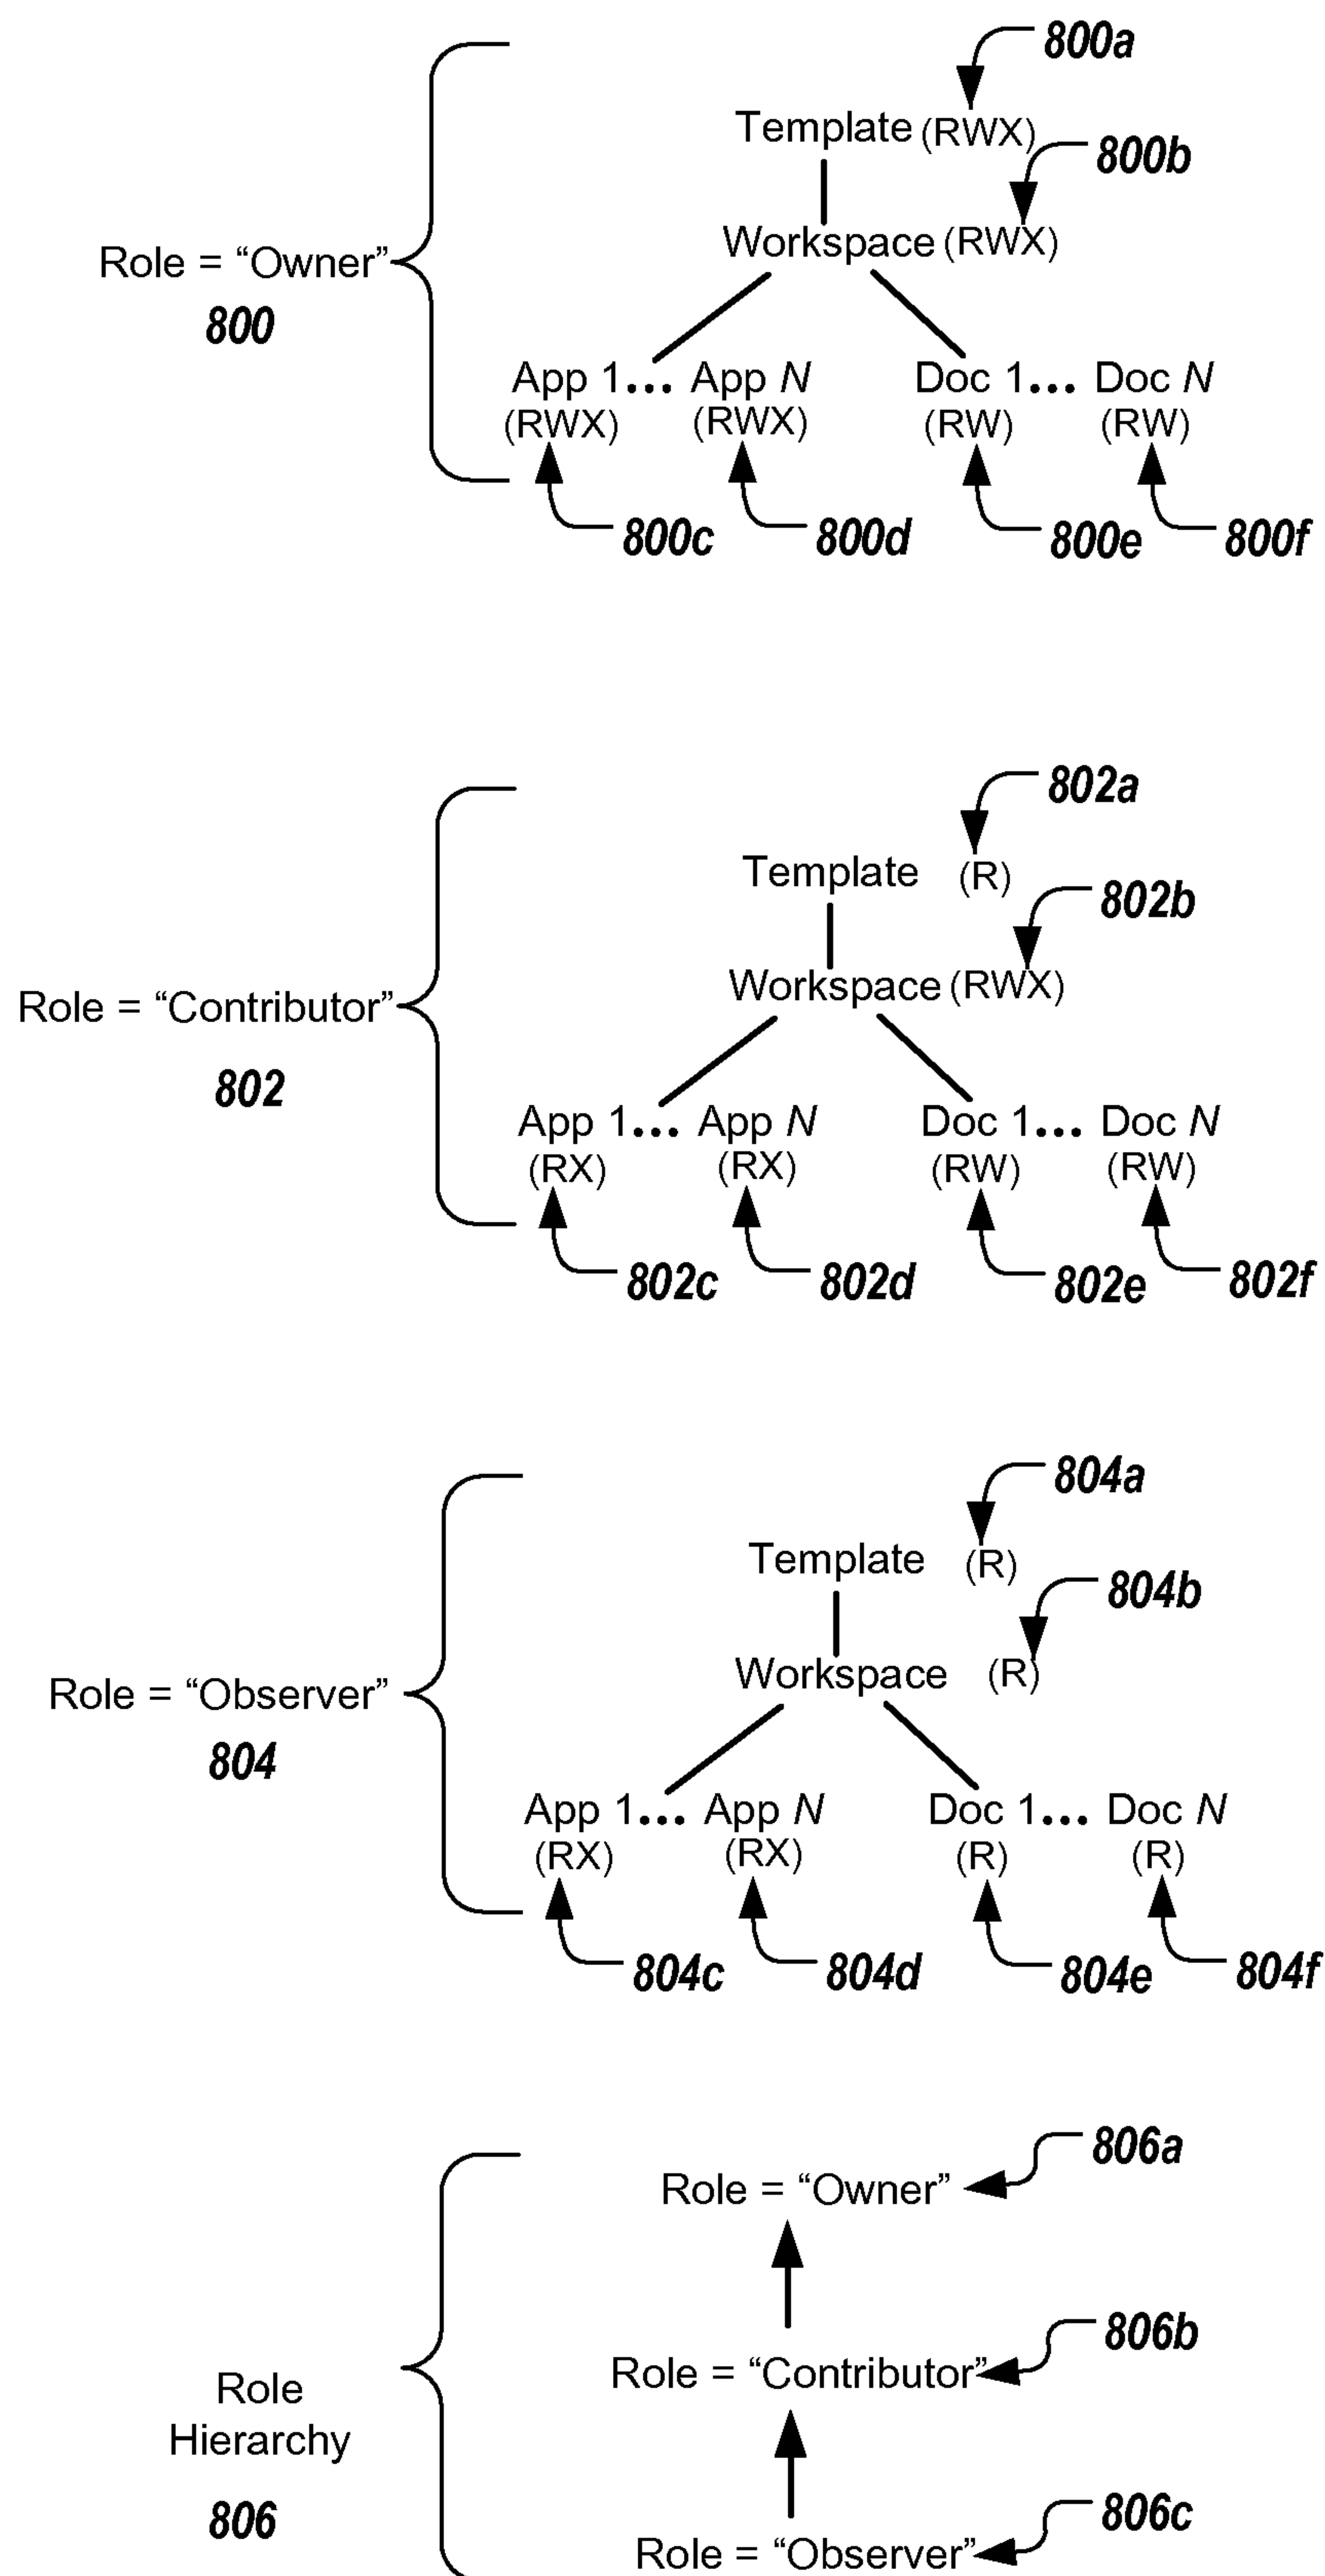 800a
Template (RWX)
800b
Workspace (RWX)
Role = “Owner”
800
App 1... App N Doc 1... Doc N
(RWX) (RWX) (RW) (RW)
800c 800d 800e 800f
802a
Template (R)
802b
Workspace (RWX)
Role = “Contributor”
802
App 1... App N Doc 1... Doc N
(RX) (RX) (RW) (RW)
802c 802d 802e 802f
804a
Template (R)
804b
Workspace (R)
Role = “Observer”
804
App 1... App N Doc 1... Doc N
(RX) (RX) (R) (R)
804c 804d 804e 804f
806a
Role = “Owner”
806b
Role = “Contributor”
Role
Hierarchy
806
806c
Role = “Observer”